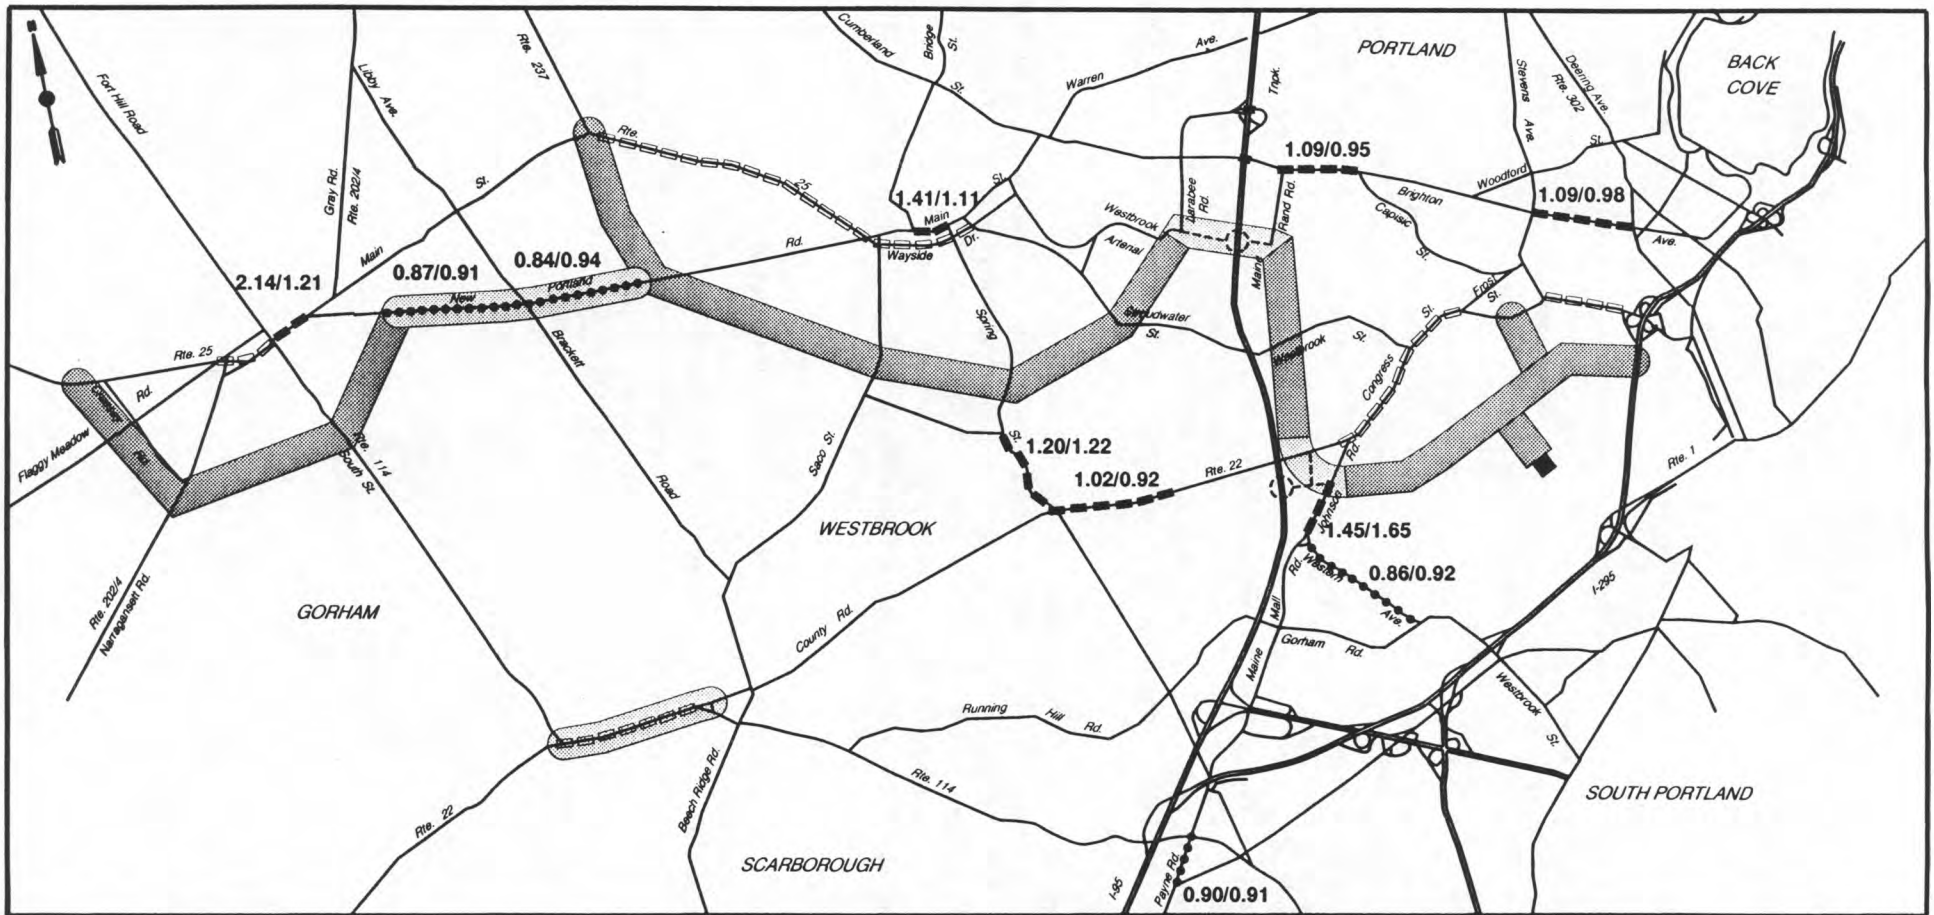 PORTLAND
BACK
COVE
Cumberland
St.
Bridge
St.
Warren
Ave.
Tnpk.
Stevens
Ave.
Deering Ave.
Rte. 302
Fort Hill Road
Libby Ave.
Rte. 237
Gray Rd.
Rte. 202/4
Rte.
25
Main
St.
1.41/1.11
Main
St.
Wayside
Dr.
Westbrook
Arterial
Larabee
Rd.
Rand Rd.
1.09/0.95
Brighton
Woodford
St.
1.09/0.98
Ave.
Capisic
St.
Frost
St.
Maine
2.14/1.21
0.87/0.91
0.84/0.94
New
Portland
Rd.
Rte. 25
Rd.
Flaggy Meadow
Rd.
Rte. 114
South St.
Brackett
Road
Spring
St.
Stroudwater
St.
Westbrook
St.
Congress
St.
Saco St.
1.20/1.22
1.02/0.92
Rte. 22
Johnson
Rd.
1.45/1.65
Western
Ave.
0.86/0.92
Rte. 1
I-295
WESTBROOK
GORHAM
Rte. 202/4
Narragansett Rd.
County
Rd.
Maine
Mall
Rd.
Gorham
Rd.
Westbrook
St.
Running
Hill
Rd.
Rte. 114
Rte. 22
Beech Ridge Rd.
SCARBOROUGH
SOUTH PORTLAND
I-95
Payne Rd.
0.90/0.91